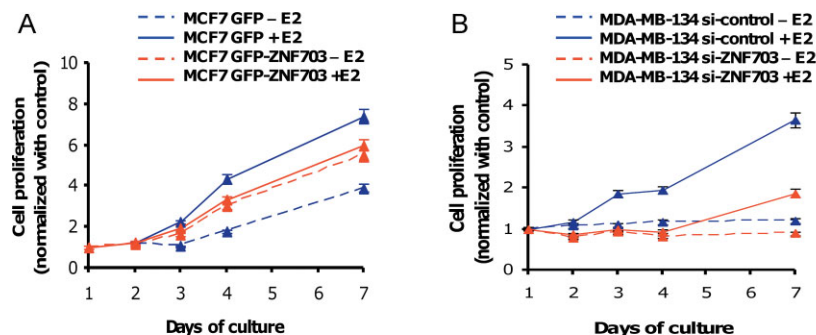 A
MCF7 GFP – E2
MCF7 GFP +E2
MCF7 GFP-ZNF703 – E2
MCF7 GFP-ZNF703 +E2
Cell proliferation
(normalized with control)
10
8
6
4
2
0
1 2 3 4 5 6 7
Days of culture
B
MDA-MB-134 si-control – E2
MDA-MB-134 si-control +E2
MDA-MB-134 si-ZNF703 – E2
MDA-MB-134 si-ZNF703 +E2
Cell proliferation
(normalized with control)
5
4
3
2
1
0
1 2 3 4 5 6 7
Days of culture